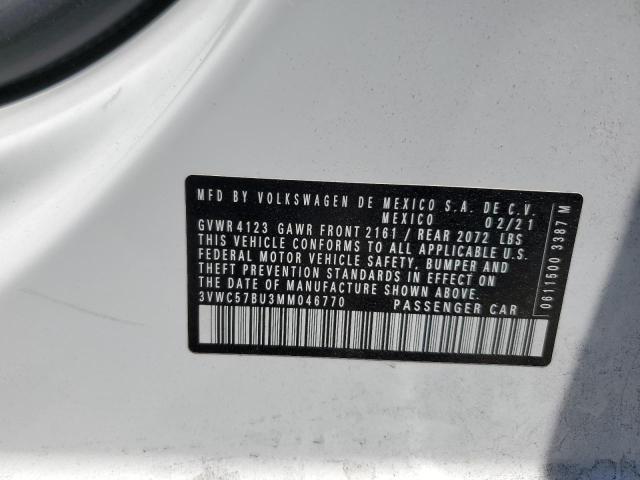 MFD BY VOLKSWAGEN DE MEXICO S.A. DE C.V.
MEXICO 02/21
GVWR 4123 GAWR FRONT 2161 / REAR 2072 LBS
THIS VEHICLE CONFORMS TO ALL APPLICABLE U.S.
FEDERAL MOTOR VEHICLE SAFETY, BUMPER AND
THEFT PREVENTION STANDARDS IN EFFECT ON
THE DATE OF MANUFACTURE SHOWN ABOVE.
3VWC57BU3MM046770 PASSENGER CAR
0611500 3387 M